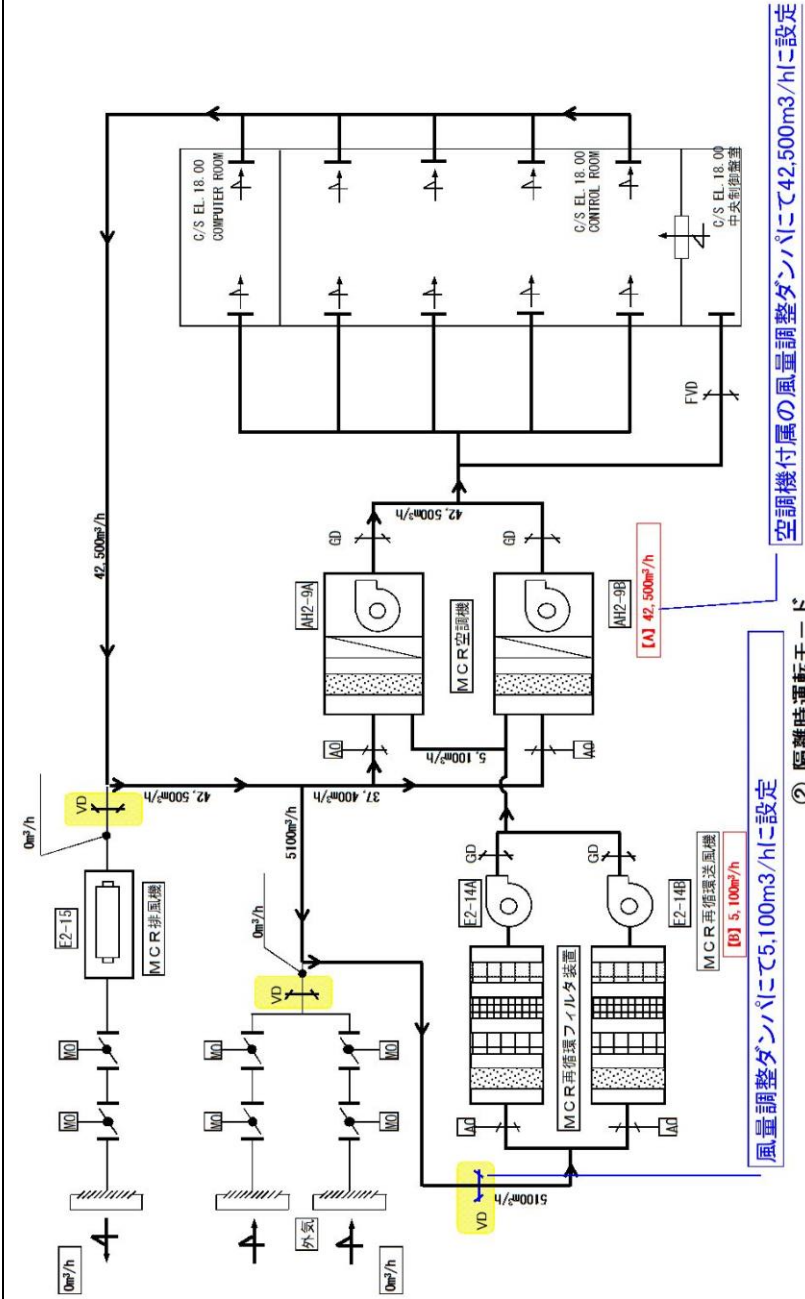 0m³/h
MO
MO
E2-15
MCR排風機
0m³/h
VD
42,500m³/h
42,500m³/h
外気
0m³/h
MO
MO
MO
MO
VD
0m³/h
5100m³/h
37,400m³/h
VD
5100m³/h
AO
AO
MCR再循環フィルタ装置
E2-14A
GD
GD
E2-14B
MCR再循環送風機
【B】5,100m³/h
5,100m³/h
AO
AO
AH2-9A
MCR空調機
AH2-9B
【A】42,500m³/h
GD
GD
42,500m³/h
FVD
C/S EL.18.00
COMPUTER ROOM
C/S EL.18.00
CONTROL ROOM
C/S EL.18.00
中央制御盤室
風量調整ダンパにて5,100m3/hに設定
空調機付属の風量調整ダンパにて42,500m3/hに設定
② 隔離時運転モード